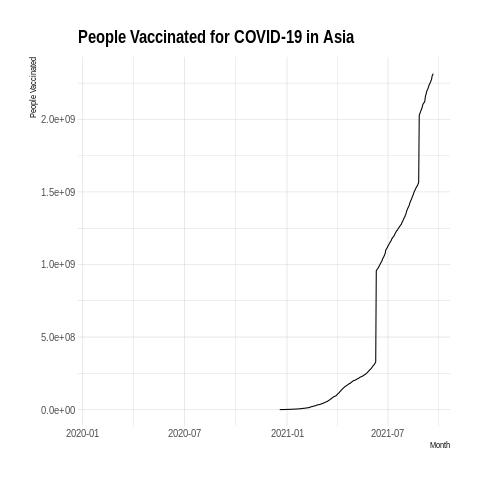 People Vaccinated for COVID-19 in Asia
People Vaccinated
2.0e+09
1.5e+09
1.0e+09
5.0e+08
0.0e+00
2020-01 2020-07 2021-01 2021-07
Month